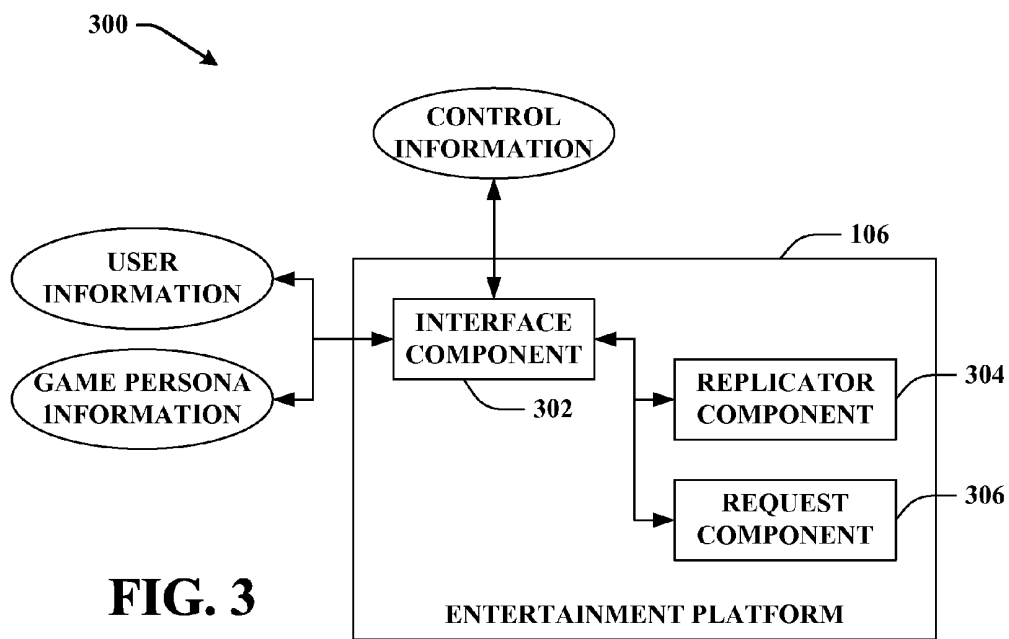 300
CONTROL
INFORMATION
106
USER
INFORMATION
INTERFACE
COMPONENT
GAME PERSONA
INFORMATION
302
REPLICATOR
COMPONENT
304
REQUEST
COMPONENT
306
FIG. 3
ENTERTAINMENT PLATFORM